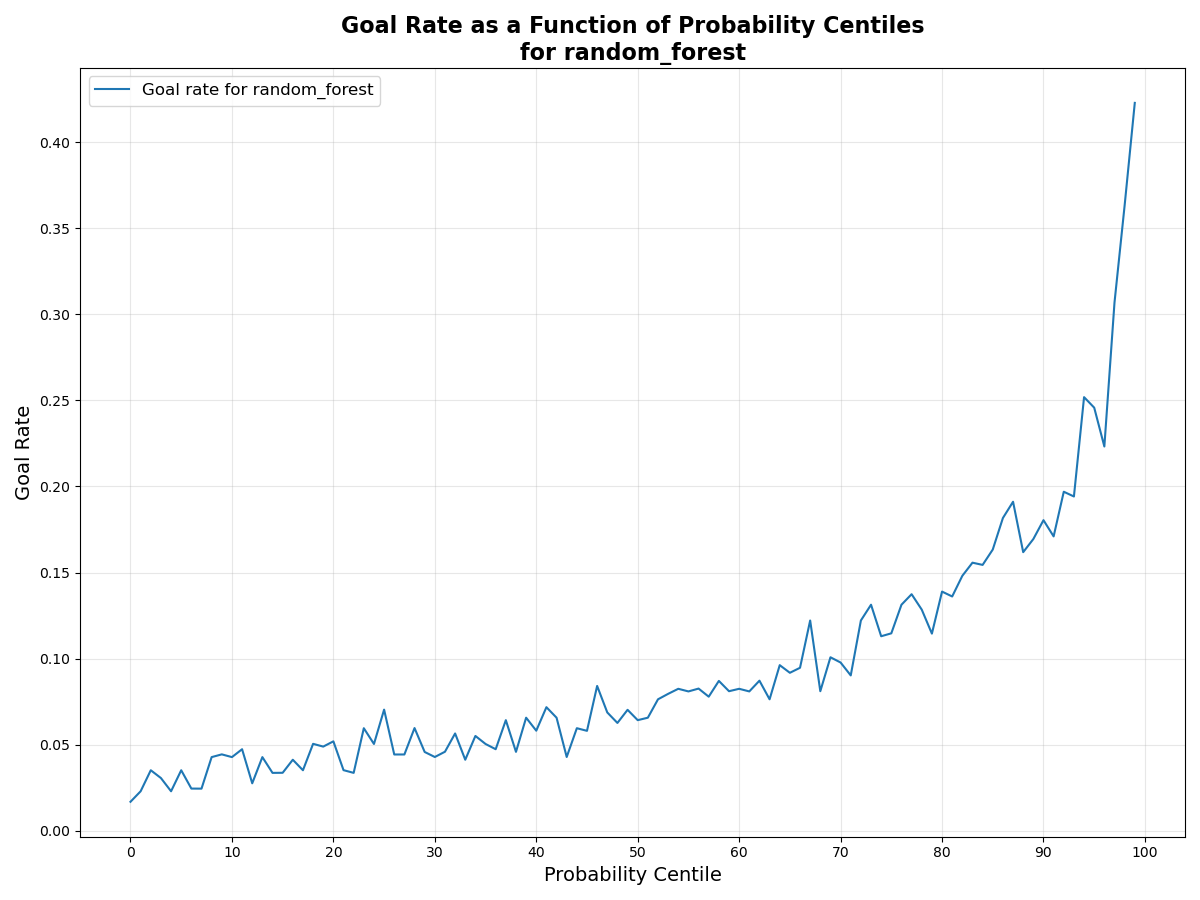 Goal Rate as a Function of Probability Centiles
for random_forest
Goal rate for random_forest
Goal Rate
0.40
0.35
0.30
0.25
0.20
0.15
0.10
0.05
0.00
0 10 20 30 40 50 60 70 80 90 100
Probability Centile